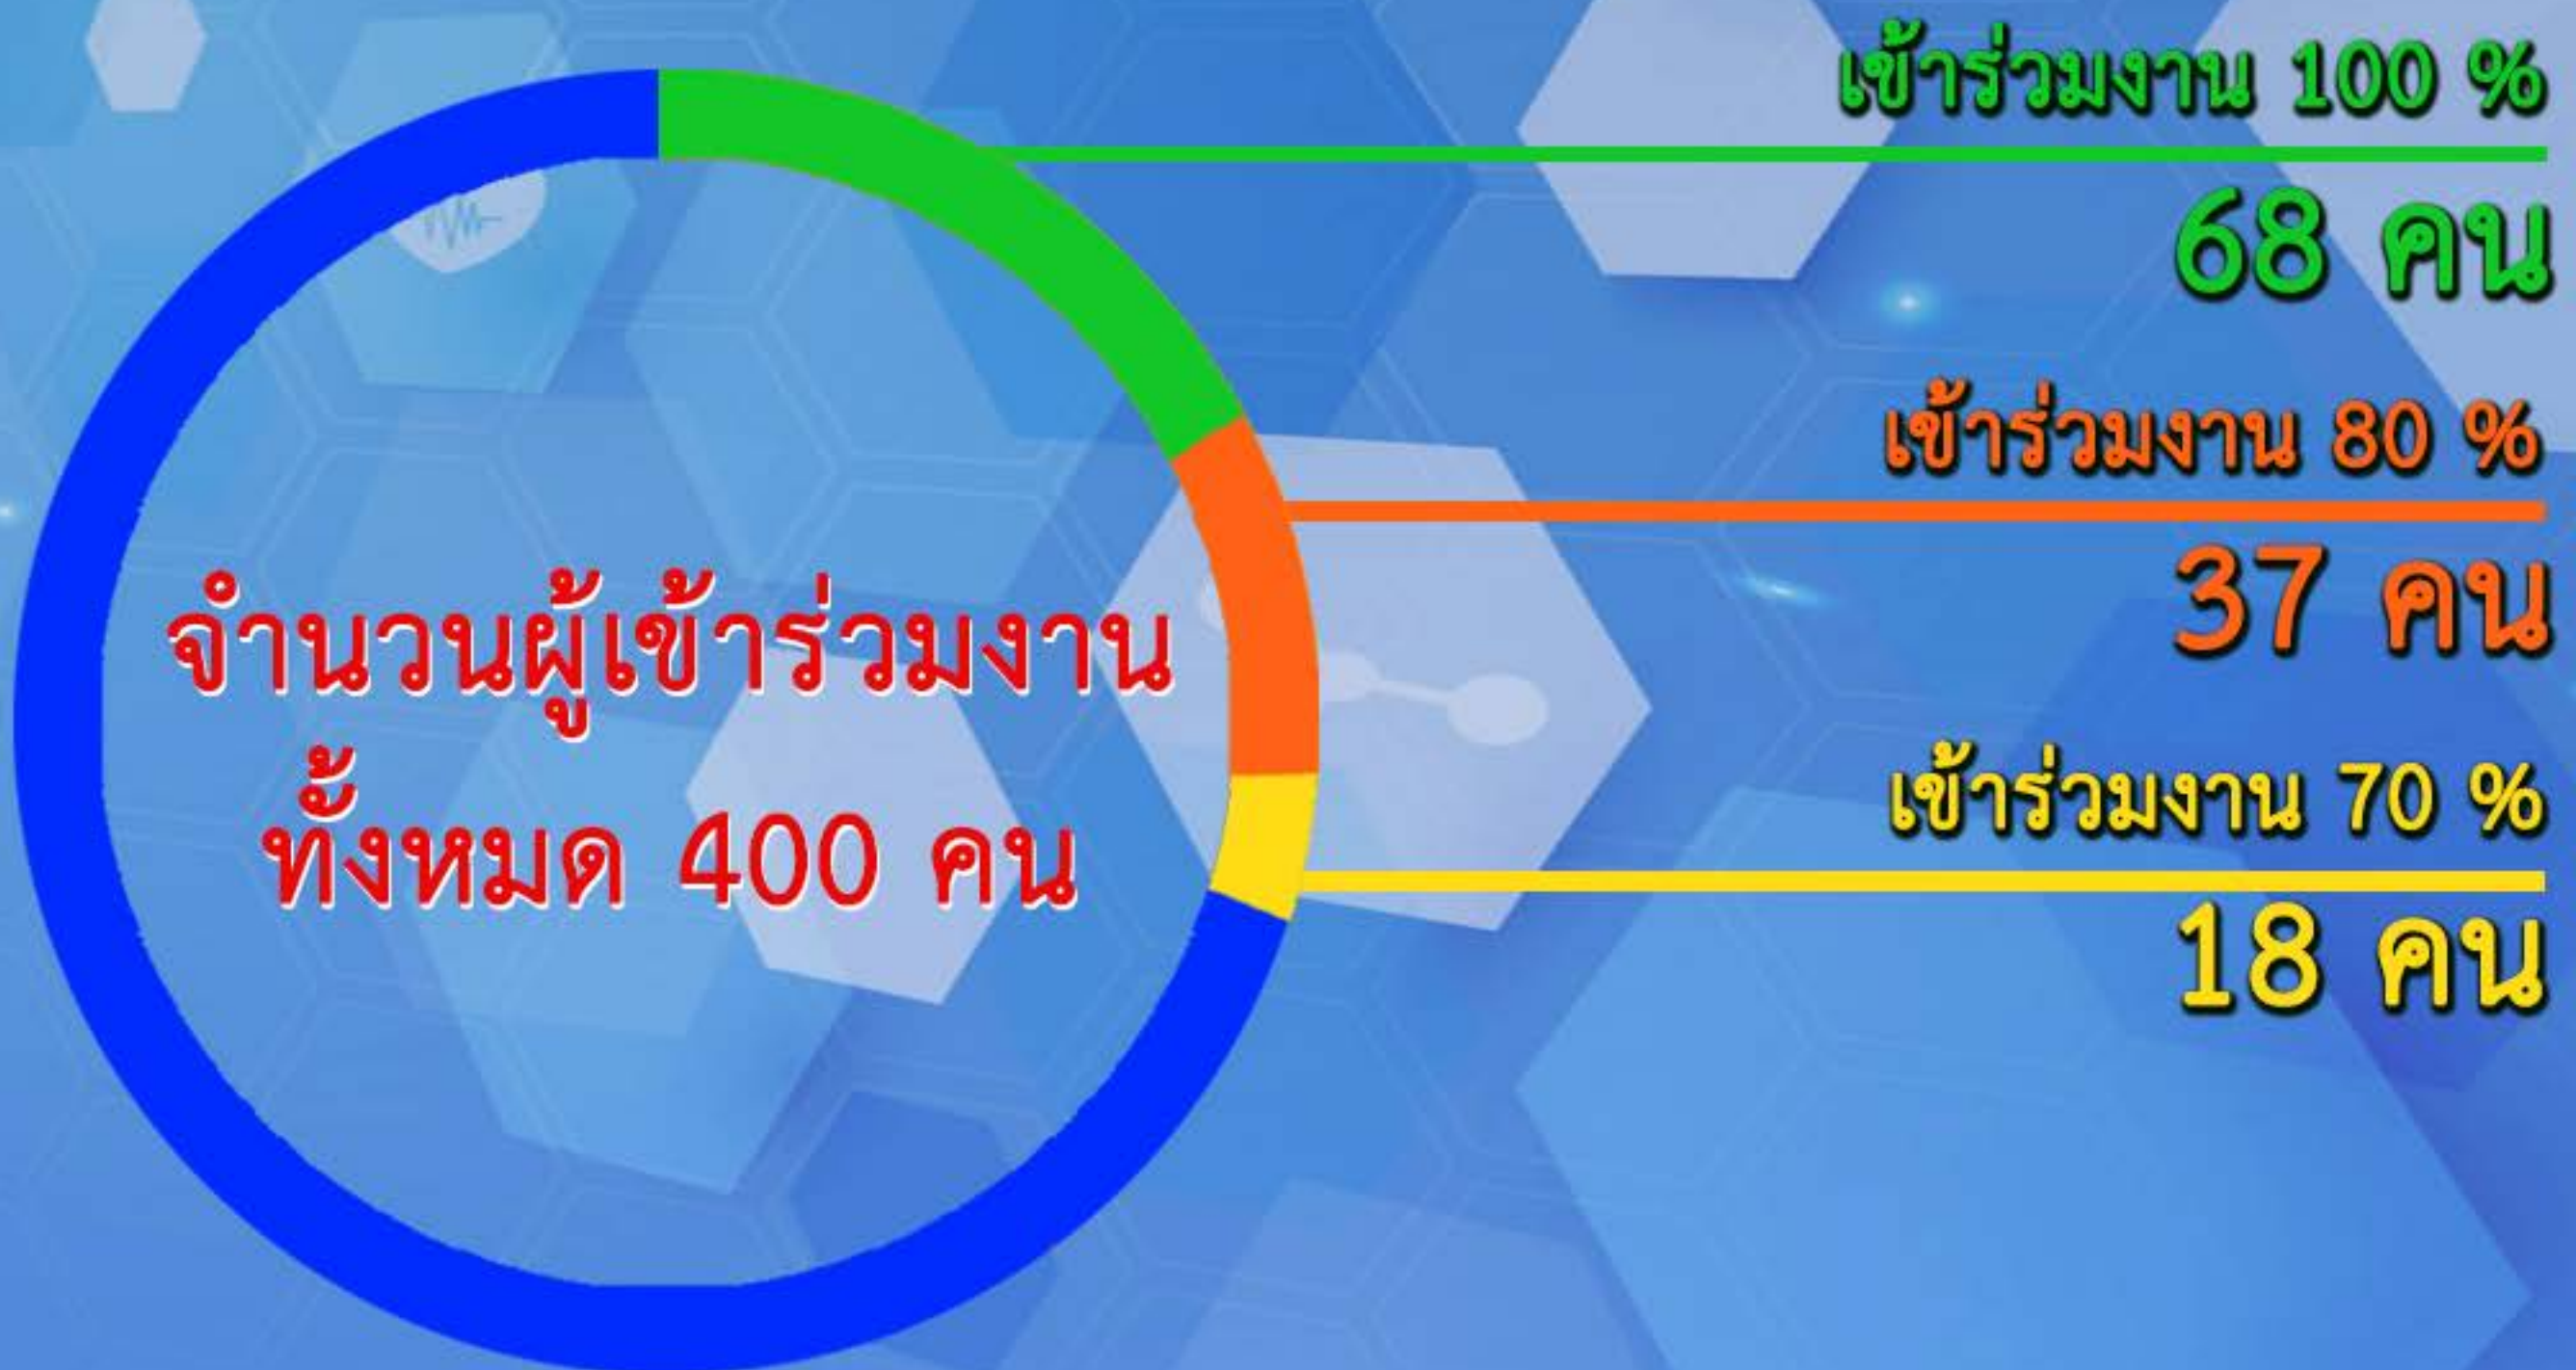 จำนวนผู้เข้าร่วมงาน
ทั้งหมด 400 คน
เข้าร่วมงาน 100 %
68 คน
เข้าร่วมงาน 80 %
37 คน
เข้าร่วมงาน 70 %
18 คน